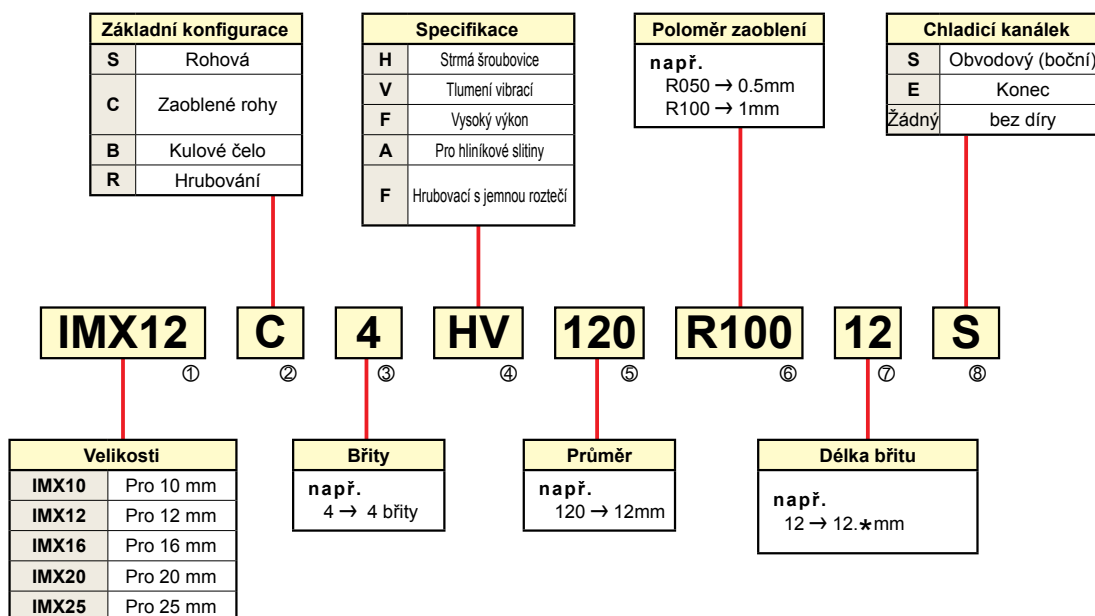 Základní konfigurace
S Rohová
C Zaoblené rohy
B Kulové čelo
R Hrubování
Specifikace
H Strmá šroubovice
V Tlumení vibrací
F Vysoký výkon
A Pro hliníkové slitiny
F Hrubovací s jemnou roztečí
Poloměr zaoblení
např.
R050 → 0.5mm
R100 → 1mm
Chladicí kanálek
S Obvodový (boční)
E Konec
Žádný bez díry
IMX12 C 4 HV 120 R100 12 S
① ② ③ ④ ⑤ ⑥ ⑦ ⑧
Velikosti
IMX10 Pro 10 mm
IMX12 Pro 12 mm
IMX16 Pro 16 mm
IMX20 Pro 20 mm
IMX25 Pro 25 mm
Břity
např.
4 → 4 břity
Průměr
např.
120 → 12mm
Délka břitu
např.
12 → 12.*mm